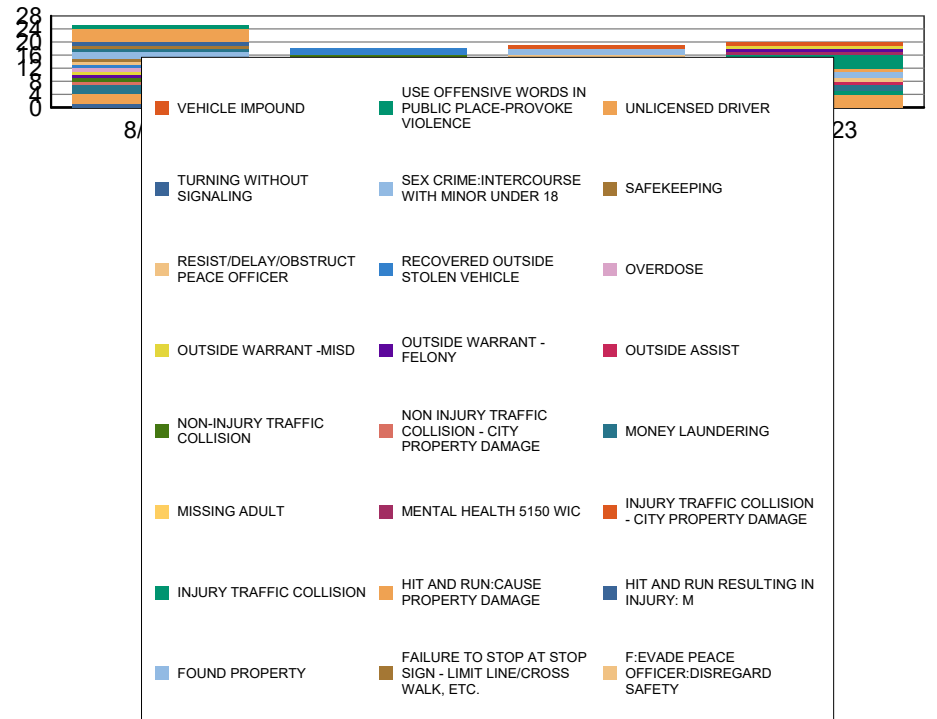 28
24
20
16
12
8
4
0
8/
23
VEHICLE IMPOUND
USE OFFENSIVE WORDS IN
PUBLIC PLACE-PROVOKE
VIOLENCE
UNLICENSED DRIVER
TURNING WITHOUT
SIGNALING
SEX CRIME:INTERCOURSE
WITH MINOR UNDER 18
SAFEKEEPING
RESIST/DELAY/OBSTRUCT
PEACE OFFICER
RECOVERED OUTSIDE
STOLEN VEHICLE
OVERDOSE
OUTSIDE WARRANT -MISD
OUTSIDE WARRANT -
FELONY
OUTSIDE ASSIST
NON-INJURY TRAFFIC
COLLISION
NON INJURY TRAFFIC
COLLISION - CITY
PROPERTY DAMAGE
MONEY LAUNDERING
MISSING ADULT
MENTAL HEALTH 5150 WIC
INJURY TRAFFIC COLLISION
- CITY PROPERTY DAMAGE
INJURY TRAFFIC COLLISION
HIT AND RUN:CAUSE
PROPERTY DAMAGE
HIT AND RUN RESULTING IN
INJURY: M
FOUND PROPERTY
FAILURE TO STOP AT STOP
SIGN - LIMIT LINE/CROSS
WALK, ETC.
F:EVADE PEACE
OFFICER:DISREGARD
SAFETY